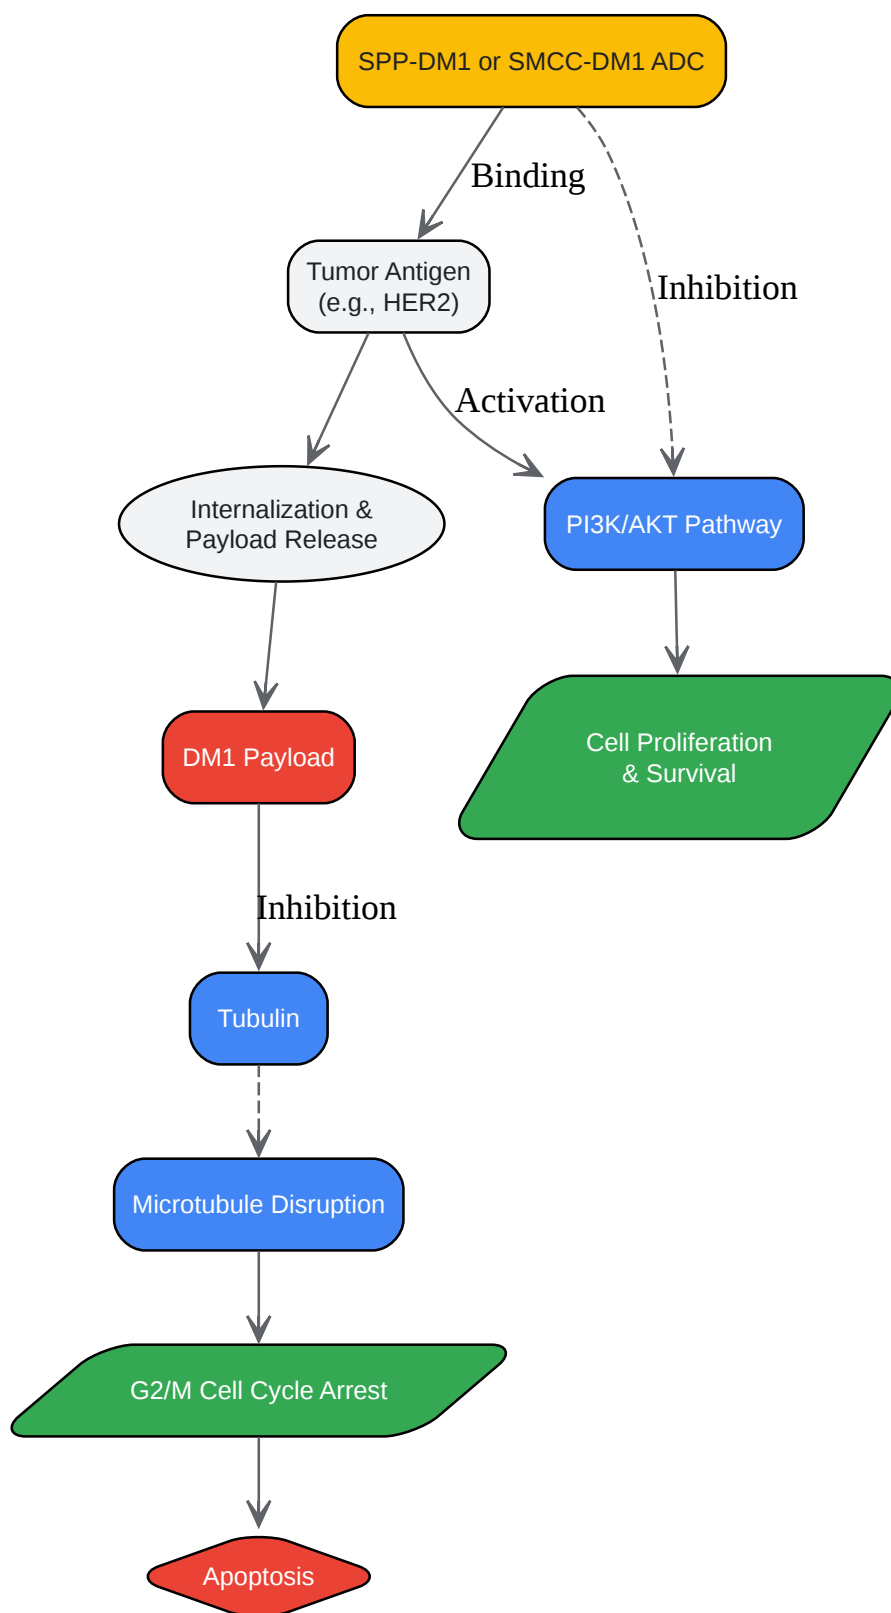 SPP-DM1 or SMCC-DM1 ADC
Binding
Tumor Antigen
(e.g., HER2)
Inhibition
Activation
Internalization &
Payload Release
PI3K/AKT Pathway
DM1 Payload
Cell Proliferation
& Survival
Inhibition
Tubulin
Microtubule Disruption
G2/M Cell Cycle Arrest
Apoptosis